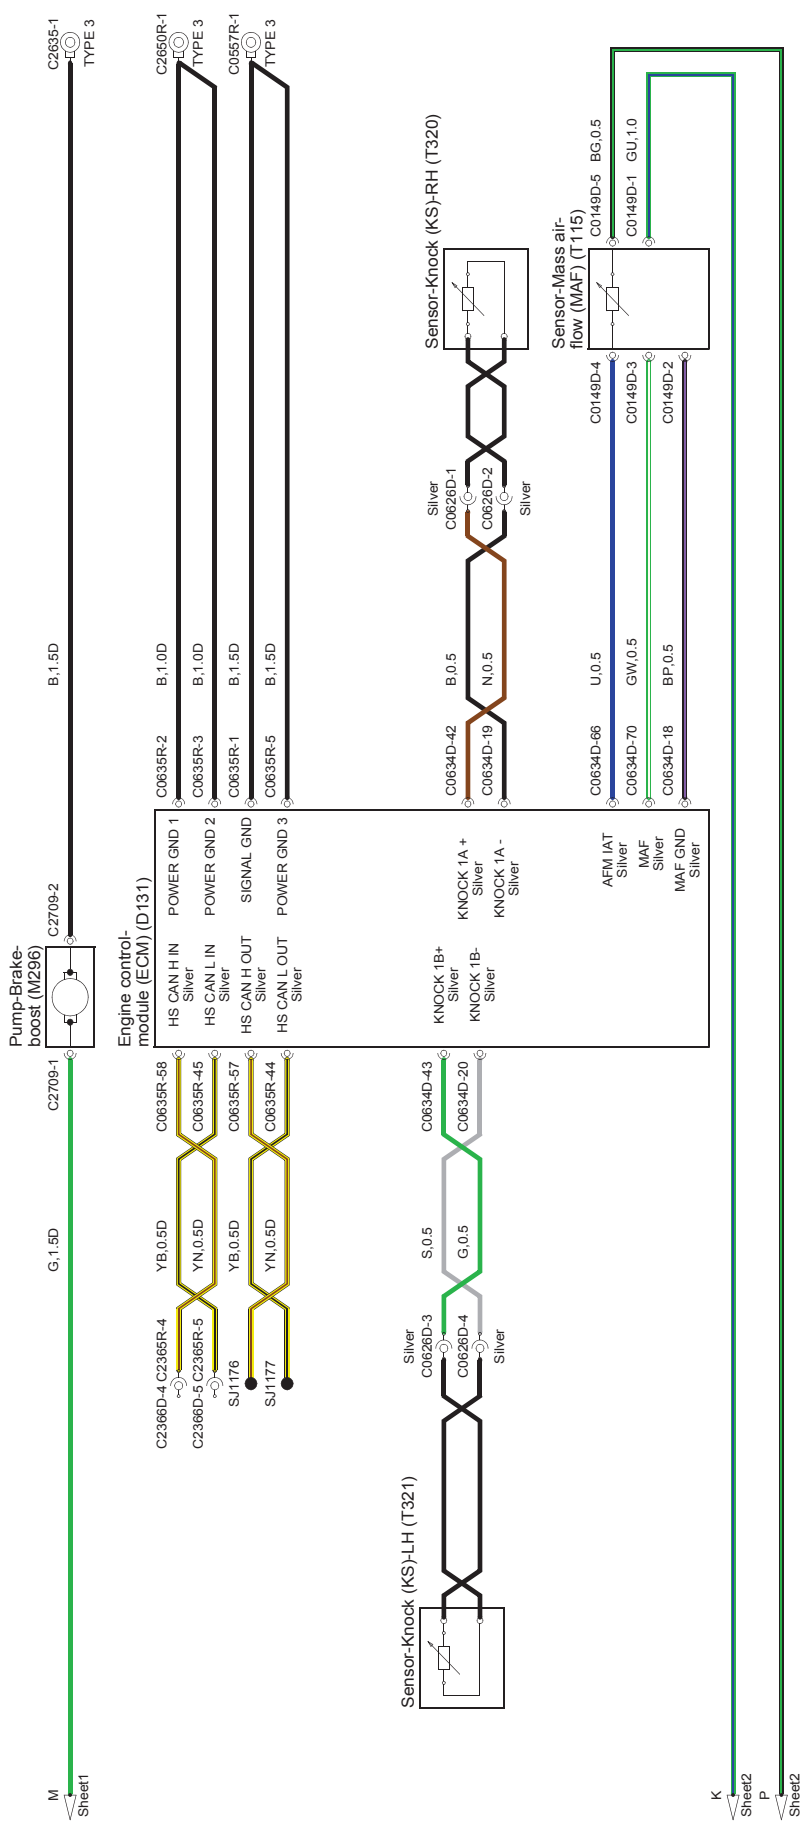 C2635-1
TYPE 3
B,1.5D
C2709-2
Pump-Brake-
boost (M296)
C2709-1
G,1.5D
M
Sheet1
C2650R-1
TYPE 3
C0557R-1
TYPE 3
B,1.0D
B,1.0D
B,1.5D
B,1.5D
C0635R-2
C0635R-3
C0635R-1
C0635R-5
Engine control-
module (ECM) (D131)
POWER GND 1
POWER GND 2
SIGNAL GND
POWER GND 3
HS CAN H IN
Silver
HS CAN L IN
Silver
HS CAN H OUT
Silver
HS CAN L OUT
Silver
C0635R-58
C0635R-45
C0635R-57
C0635R-44
YB,0.5D
YN,0.5D
YB,0.5D
YN,0.5D
C2366D-4 C2365R-4
C2366D-5 C2365R-5
SJ1176
SJ1177
Sensor-Knock (KS)-RH (T320)
Silver
C0626D-1
C0626D-2
Silver
B,0.5
N,0.5
C0634D-42
C0634D-19
KNOCK 1A +
Silver
KNOCK 1A -
Silver
KNOCK 1B+
Silver
KNOCK 1B-
Silver
C0634D-43
C0634D-20
S,0.5
G,0.5
Silver
C0626D-3
C0626D-4
Silver
Sensor-Knock (KS)-LH (T321)
BG,0.5
GU,1.0
C0149D-5
C0149D-1
Sensor-Mass air-
flow (MAF) (T115)
C0149D-4
C0149D-3
C0149D-2
U,0.5
GW,0.5
BP,0.5
C0634D-66
C0634D-70
C0634D-18
AFM IAT
Silver
MAF
Silver
MAF GND
Silver
K
Sheet2
P
Sheet2